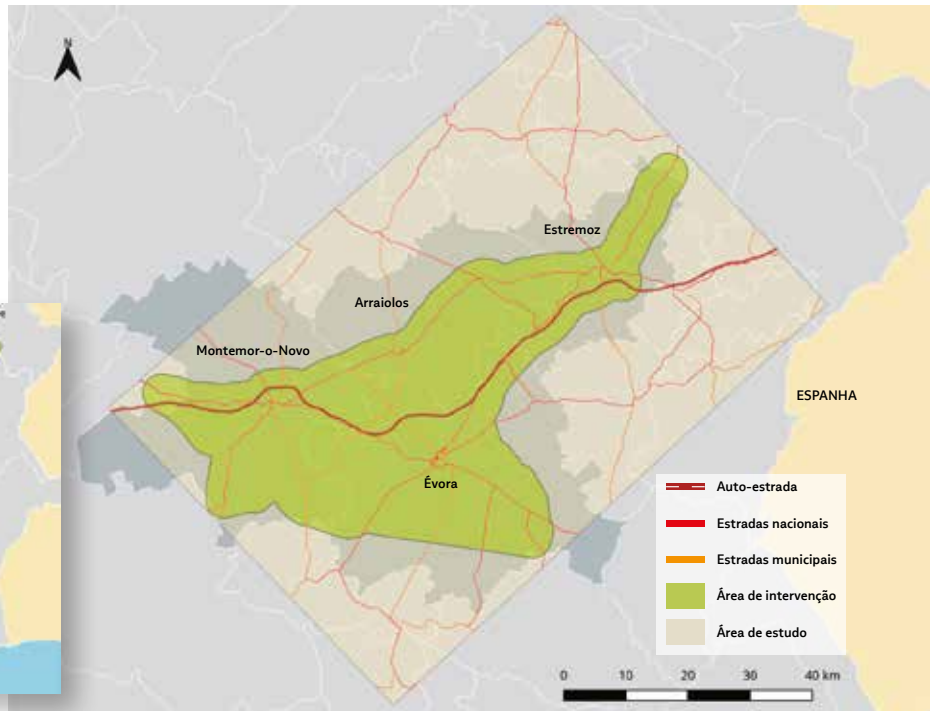 N
Estremoz
Arraiolos
Montemor-o-Novo
ESPANHA
Évora
Auto-estrada
Estradas nacionais
Estradas municipais
Área de intervenção
Área de estudo
0 10 20 30 40 km